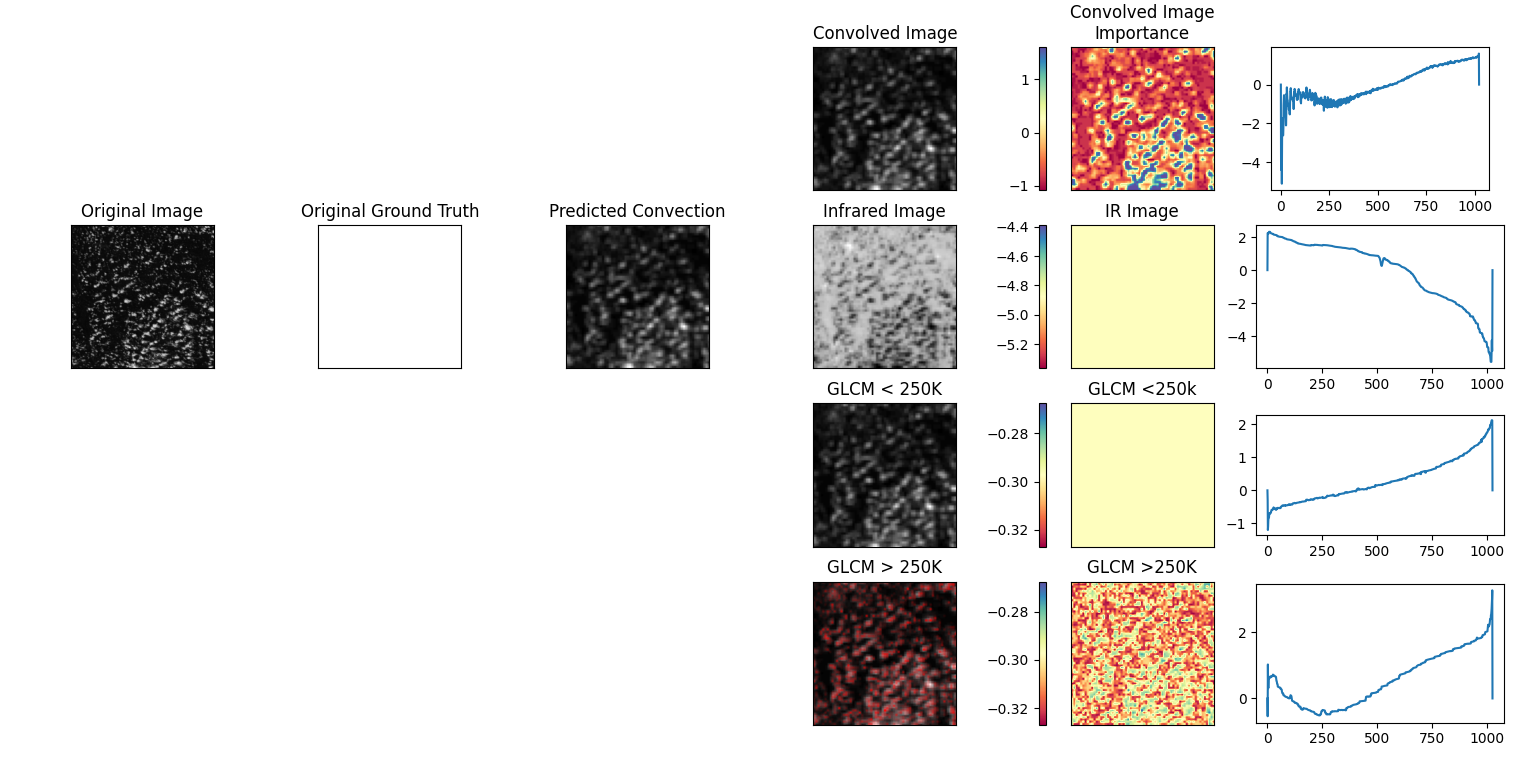 Convolved Image
Convolved Image
Importance
1
0
−1
0
−2
−4
0 250 500 750 1000
Original Image
Original Ground Truth
Predicted Convection
Infrared Image
IR Image
−4.4
−4.6
−4.8
−5.0
−5.2
2
0
−2
−4
0 250 500 750 1000
GLCM < 250K
GLCM <250k
−0.28
−0.30
−0.32
2
1
0
−1
0 250 500 750 1000
GLCM > 250K
GLCM >250K
−0.28
−0.30
−0.32
2
0
0 250 500 750 1000